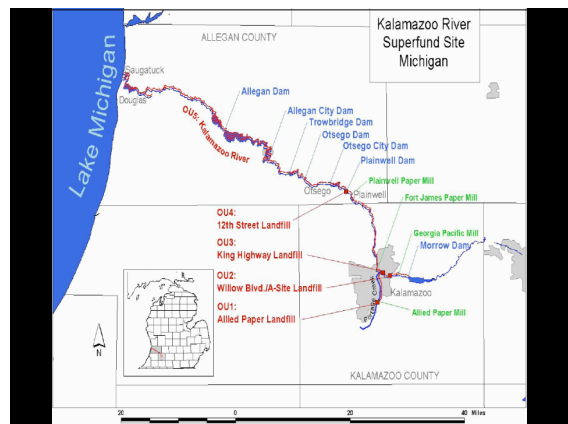 Kalamazoo River
Superfund Site
Michigan
ALLEGAN COUNTY
Lake Michigan
Saugatuck
Douglas
Allegan Dam
OU5: Kalamazoo River
Allegan City Dam
Trowbridge Dam
Otsego Dam
Otsego City Dam
Plainwell Dam
Plainwell Paper Mill
Otsego
Plainwell
Fort James Paper Mill
OU4:
12th Street Landfill
Georgia Pacific Mill
OU3:
King Highway Landfill
Morrow Dam
OU2:
Willow Blvd./A-Site Landfill
Kalamazoo
OU1:
Allied Paper Landfill
Portage Creek
Allied Paper Mill
N
KALAMAZOO COUNTY
20 0 20 40 Miles